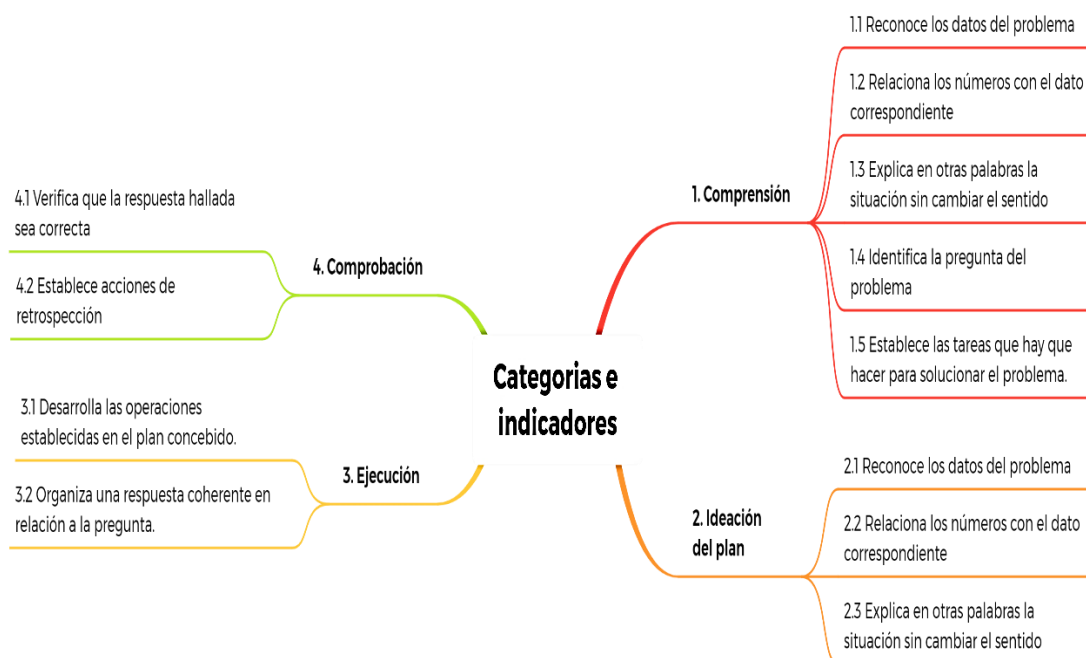 Categorias e
indicadores
1. Comprensión
1.1 Reconoce los datos del problema
1.2 Relaciona los números con el dato
correspondiente
1.3 Explica en otras palabras la
situación sin cambiar el sentido
1.4 Identifica la pregunta del
problema
1.5 Establece las tareas que hay que
hacer para solucionar el problema.
2. Ideación
del plan
2.1 Reconoce los datos del problema
2.2 Relaciona los números con el dato
correspondiente
2.3 Explica en otras palabras la
situación sin cambiar el sentido
3. Ejecución
3.1 Desarrolla las operaciones
establecidas en el plan concebido.
3.2 Organiza una respuesta coherente en
relación a la pregunta.
4. Comprobación
4.1 Verifica que la respuesta hallada
sea correcta
4.2 Establece acciones de
retrospección